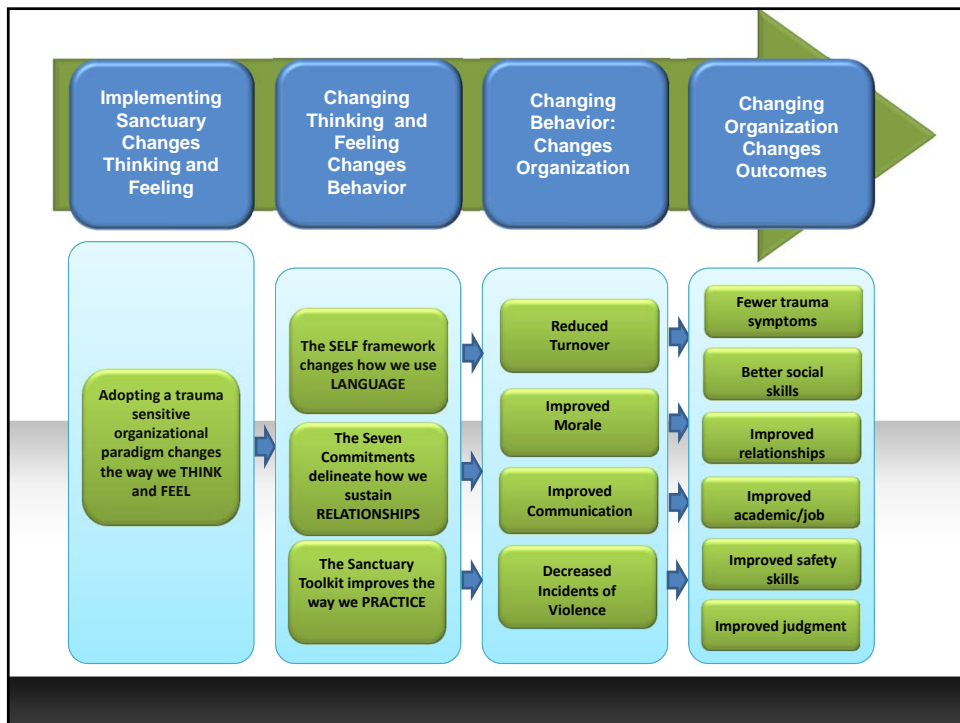 Implementing
Sanctuary
Changes
Thinking and
Feeling
Changing
Thinking and
Feeling
Changes
Behavior
Changing
Behavior:
Changes
Organization
Changing
Organization
Changes
Outcomes
Adopting a trauma
sensitive
organizational
paradigm changes
the way we THINK
and FEEL
The SELF framework
changes how we use
LANGUAGE
The Seven
Commitments
delineate how we
sustain
RELATIONSHIPS
The Sanctuary
Toolkit improves the
way we PRACTICE
Reduced
Turnover
Improved
Morale
Improved
Communication
Decreased
Incidents of
Violence
Fewer trauma
symptoms
Better social
skills
Improved
relationships
Improved
academic/job
Improved safety
skills
Improved judgment